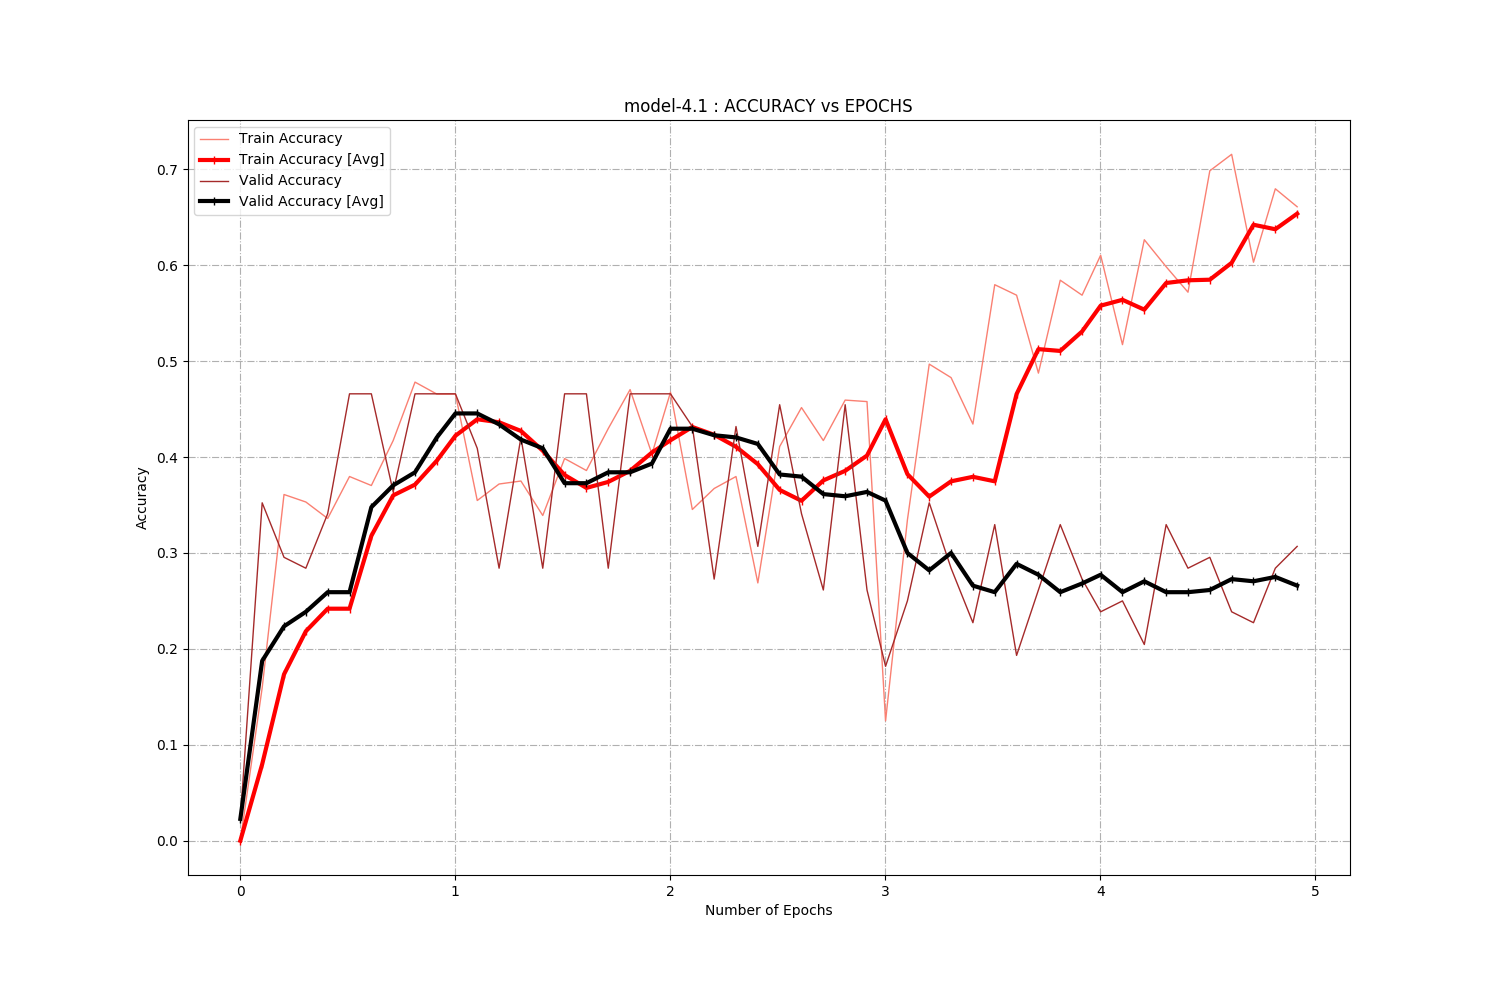 model-4.1 : ACCURACY vs EPOCHS
Train Accuracy
Train Accuracy [Avg]
Valid Accuracy
Valid Accuracy [Avg]
0.7
0.6
0.5
0.4
0.3
0.2
0.1
0.0
Accuracy
0 1 2 3 4 5
Number of Epochs